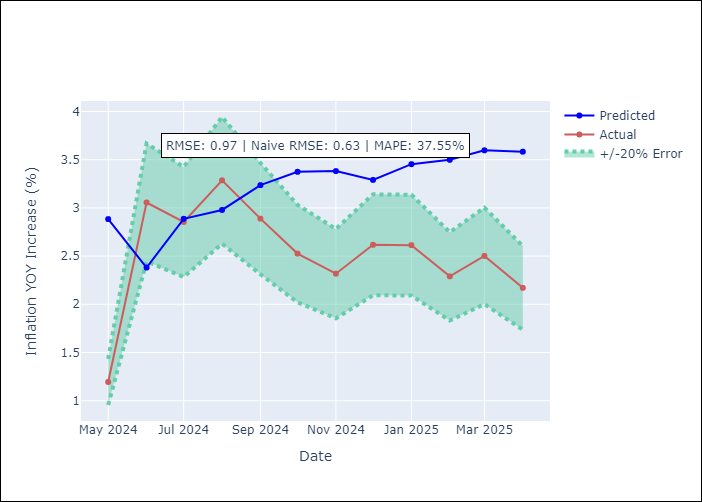 RMSE: 0.97 | Naive RMSE: 0.63 | MAPE: 37.55%
Predicted
Actual
+/-20% Error
Inflation YOY Increase (%)
4
3.5
3
2.5
2
1.5
1
May 2024
Jul 2024
Sep 2024
Nov 2024
Jan 2025
Mar 2025
Date